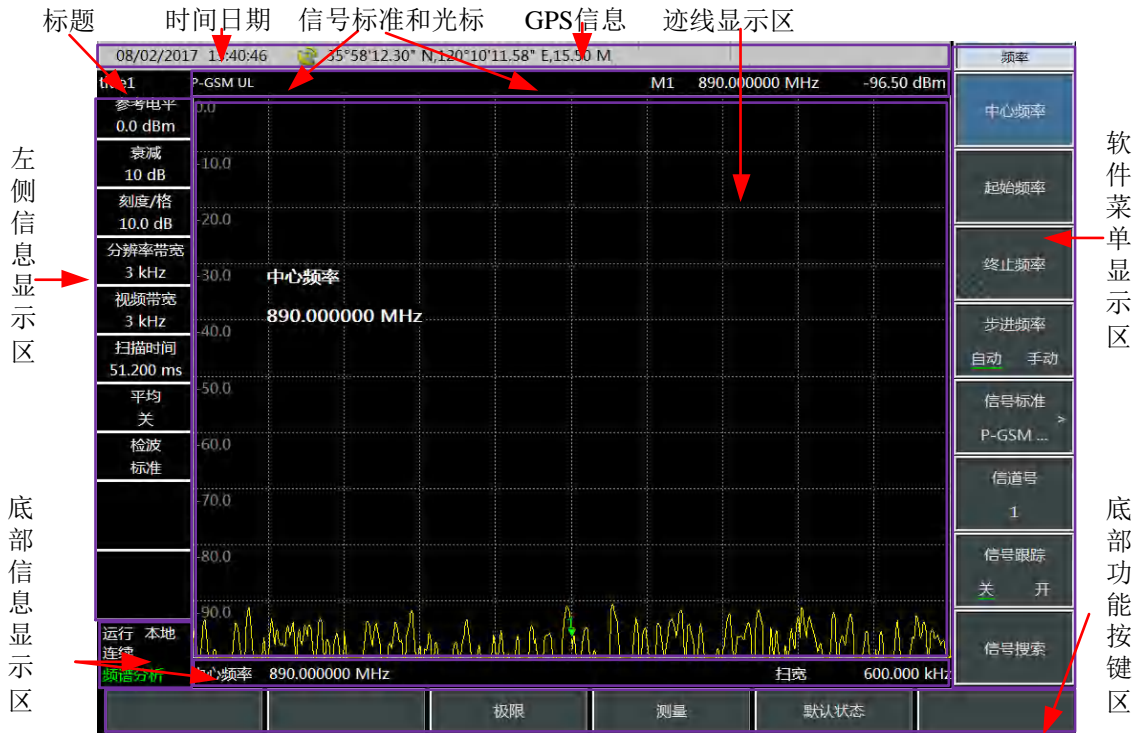 标题
时间日期
信号标准和光标
GPS信息
迹线显示区
08/02/2017 15:40:46
35°58'12.30" N,120°10'11.58" E,15.50 M
频率
title1
P-GSM UL
M1 890.000000 MHz -96.50 dBm
左侧信息显示区
参考电平
0.0 dBm
衰减
10 dB
刻度/格
10.0 dB
分辨率带宽
3 kHz
视频带宽
3 kHz
扫描时间
51.200 ms
平均
关
检波
标准
0.0
-10.0
-20.0
-30.0
-40.0
-50.0
-60.0
-70.0
-80.0
-90.0
中心频率
890.000000 MHz
中心频率
起始频率
终止频率
步进频率
自动 手动
信号标准
P-GSM ... >
信道号
1
信号跟踪
关 开
信号搜索
软件菜单显示区
底部信息显示区
运行 本地
连续
频谱分析
中心频率 890.000000 MHz
扫宽 600.000 kHz
极限
测量
默认状态
底部功能按键区